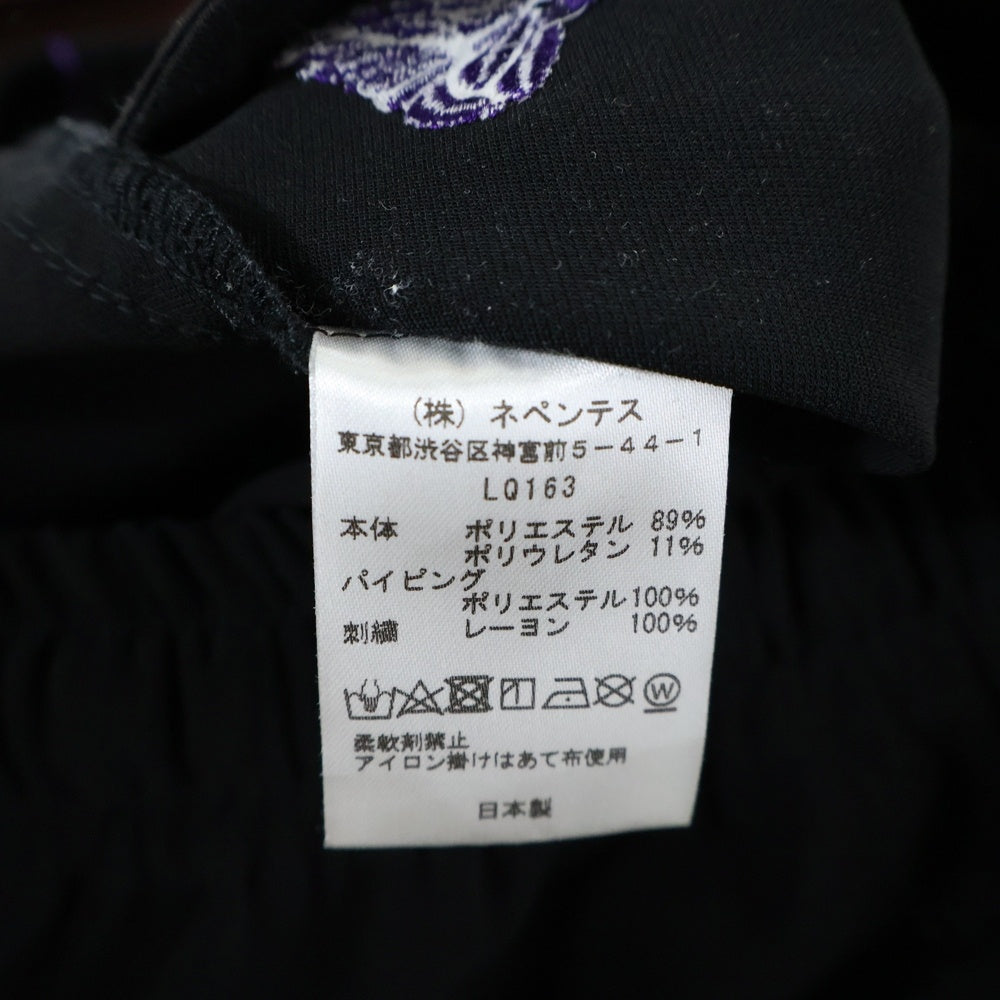 (株) ネペンテス
東京都渋谷区神宮前5-44-1
LQ163
本体 ポリエステル 89%
ポリウレタン 11%
パイピング
ポリエステル100%
刺繍 レーヨン 100%
W
柔軟剤禁止
アイロン掛けはあて布使用
日本製